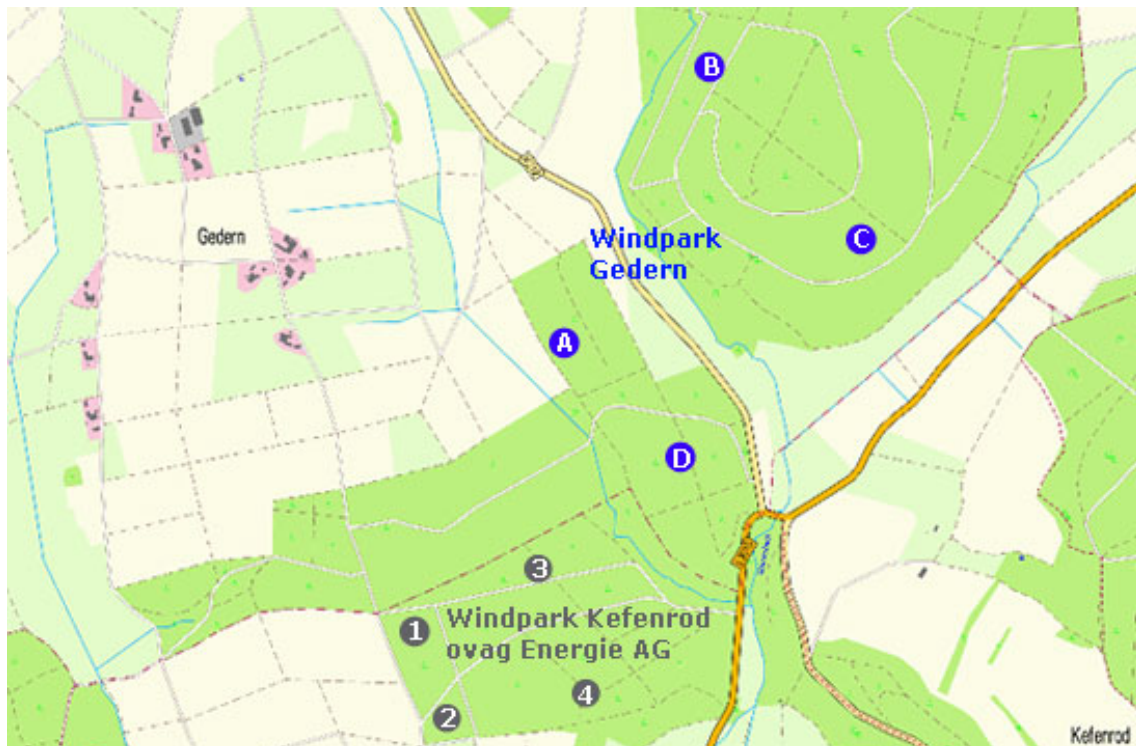 B
Gedern
Windpark
Gedern
C
A
D
3
Windpark Kefenrod
ovag Energie AG
1
4
2
Kefenrod